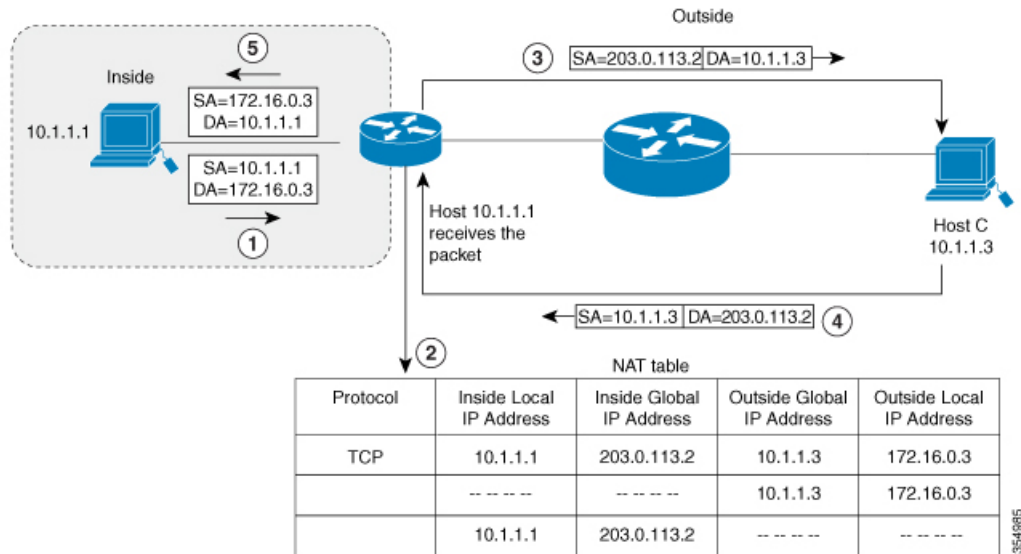 Outside
5
3
SA=203.0.113.2 DA=10.1.1.3
Inside
SA=172.16.0.3
DA=10.1.1.1
10.1.1.1
SA=10.1.1.1
DA=172.16.0.3
1
Host 10.1.1.1
receives the
packet
Host C
10.1.1.3
SA=10.1.1.3 DA=203.0.113.2
4
2
NAT table
Protocol Inside Local IP Address Inside Global IP Address Outside Global IP Address Outside Local IP Address
TCP 10.1.1.1 203.0.113.2 10.1.1.3 172.16.0.3
-- -- -- -- -- -- -- -- 10.1.1.3 172.16.0.3
10.1.1.1 203.0.113.2 -- -- -- -- -- -- -- --
354985